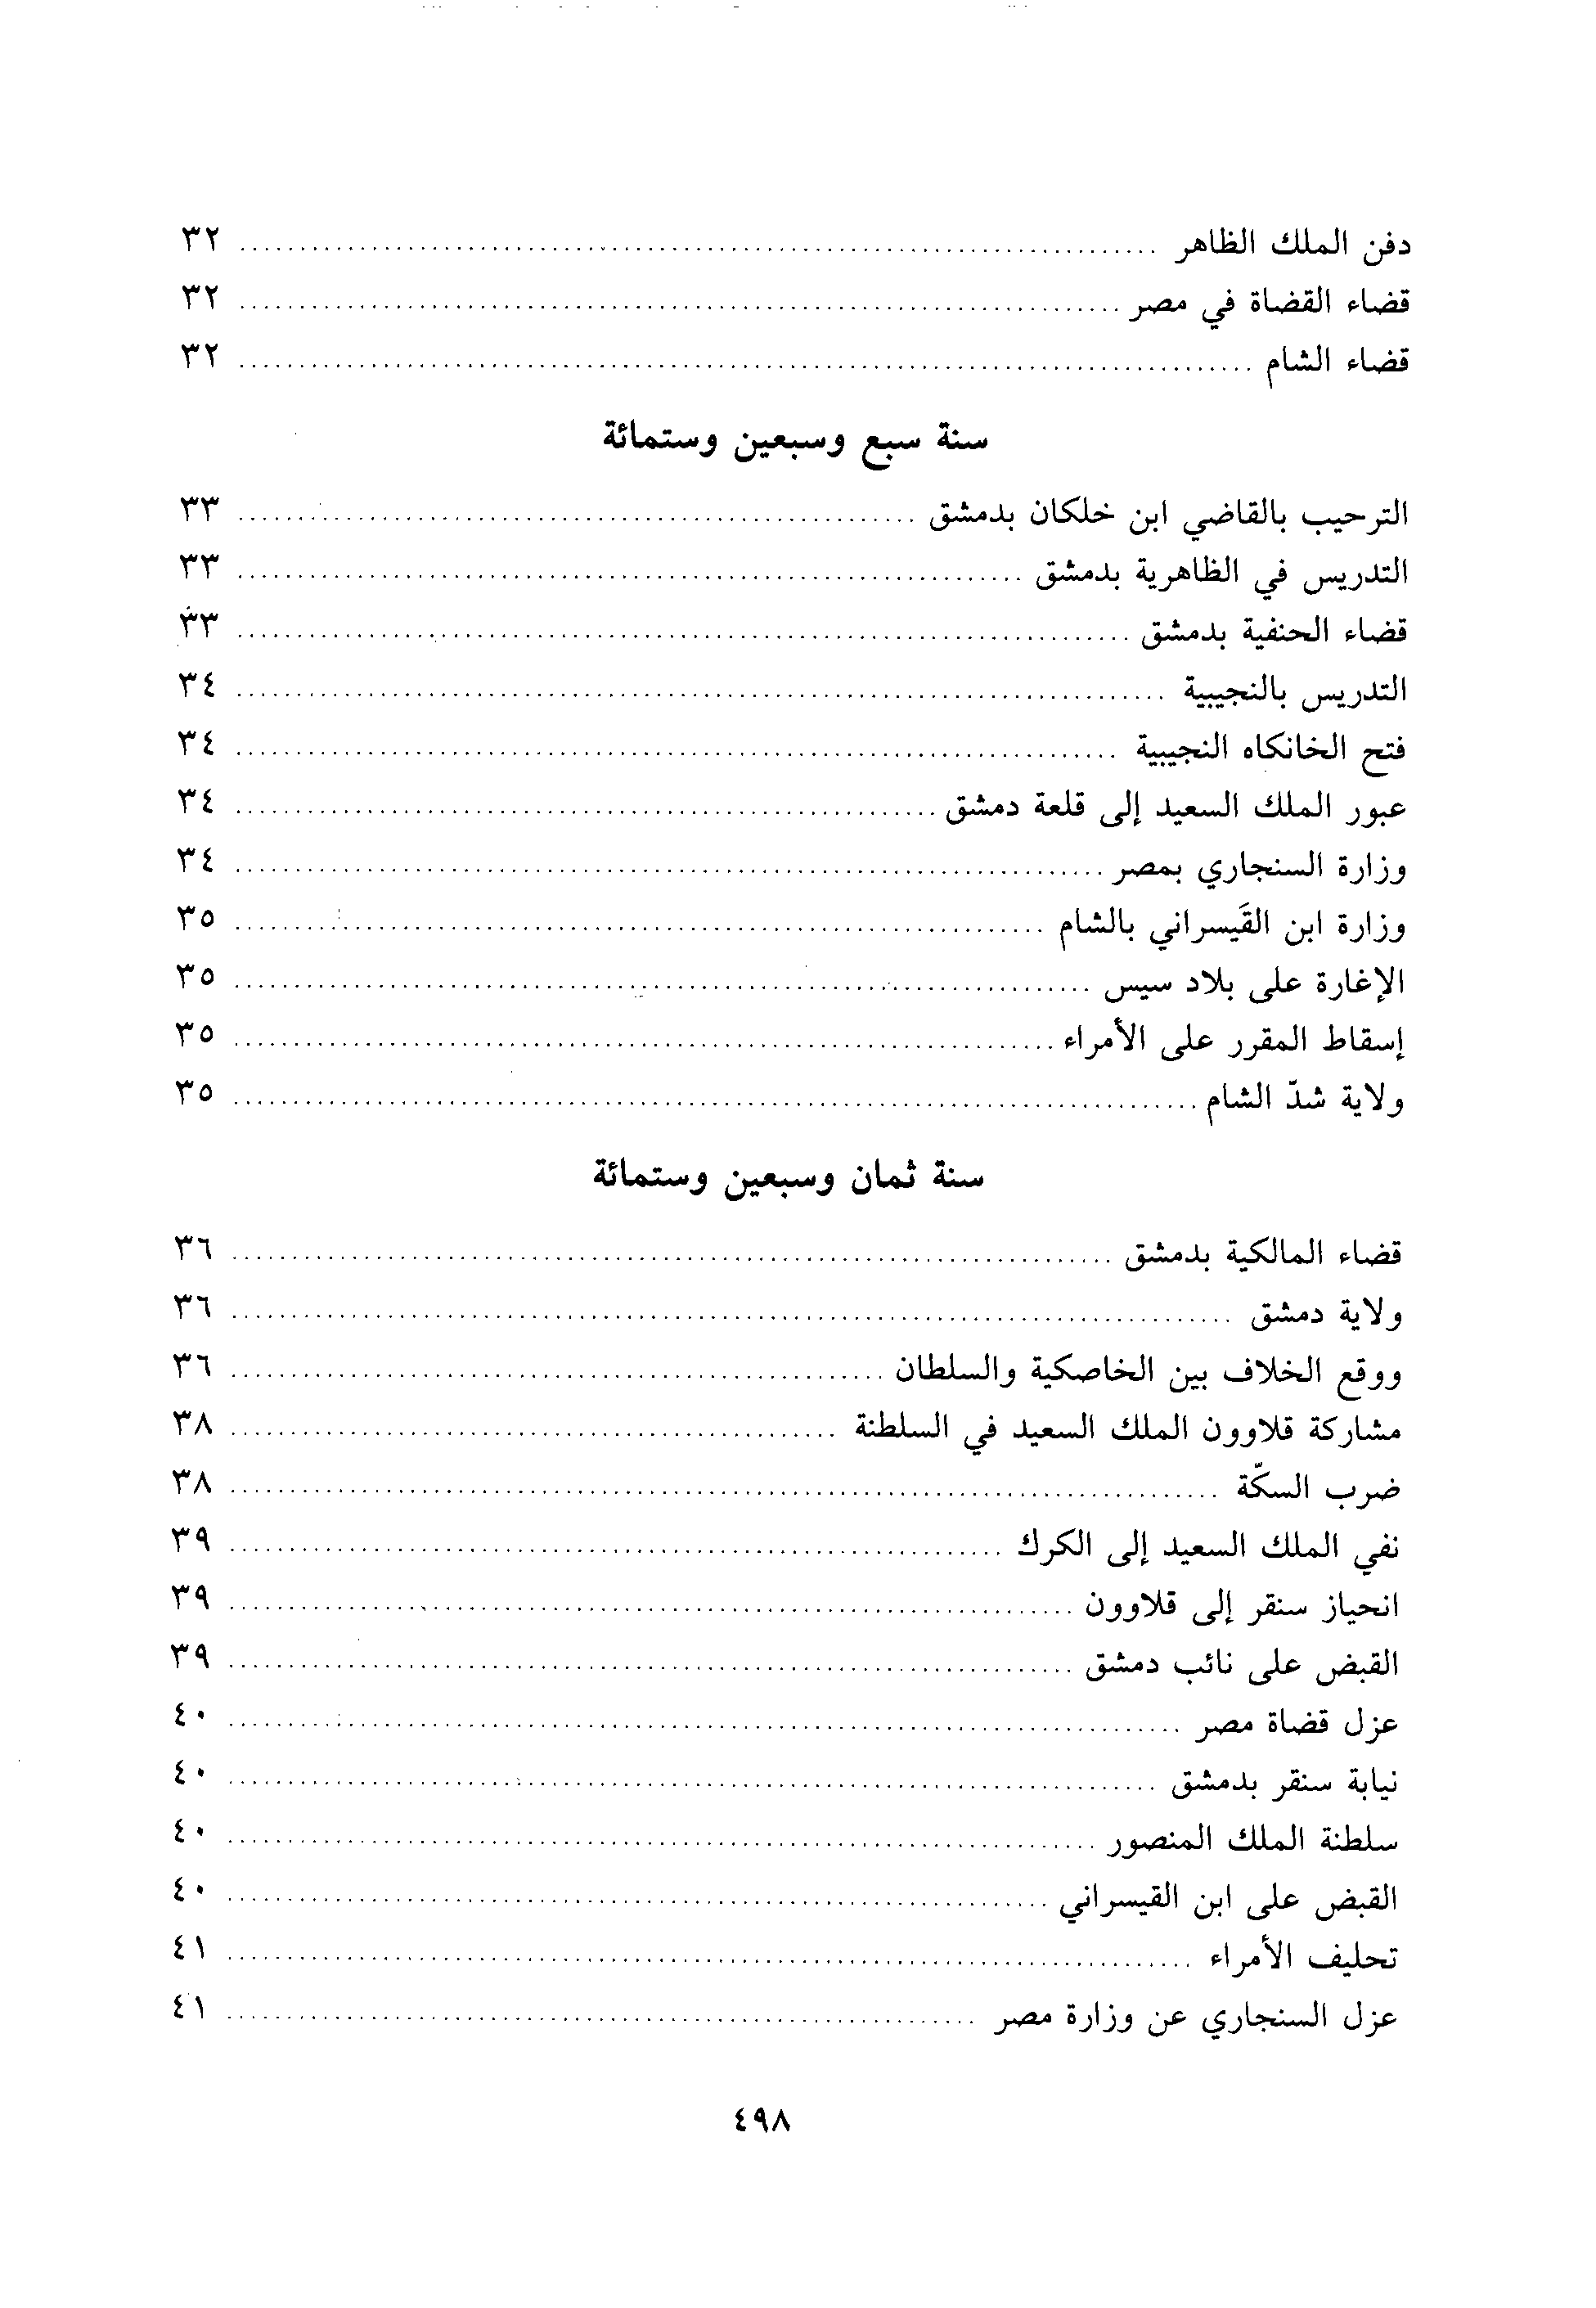 دفن الملك الظاهر ........ ٣٢
قضاء القضاة في مصر ........ ٣٢
قضاء الشام ........ ٣٢
سنة سبع وسبعين وستمائة
الترحيب بالقاضي ابن خلكان بدمشق ........ ٣٣
التدريس في الظاهرية بدمشق ........ ٣٣
قضاء الحنفية بدمشق ........ ٣٣
التدريس بالنجيبية ........ ٣٤
فتح الخانكاه النجيبية ........ ٣٤
عبور الملك السعيد إلى قلعة دمشق ........ ٣٤
وزارة السنجاري بمصر ........ ٣٤
وزارة ابن القَيسراني بالشام ........ ٣٥
الإغارة على بلاد سيس ........ ٣٥
إسقاط المقرر على الأمراء ........ ٣٥
ولاية شدّ الشام ........ ٣٥
سنة ثمان وسبعين وستمائة
قضاء المالكية بدمشق ........ ٣٦
ولاية دمشق ........ ٣٦
ووقع الخلاف بين الخاصكية والسلطان ........ ٣٦
مشاركة قلاوون الملك السعيد في السلطنة ........ ٣٨
ضرب السكّة ........ ٣٨
نفي الملك السعيد إلى الكرك ........ ٣٩
انحياز سنقر إلى قلاوون ........ ٣٩
القبض على نائب دمشق ........ ٣٩
عزل قضاة مصر ........ ٤٠
نيابة سنقر بدمشق ........ ٤٠
سلطنة الملك المنصور ........ ٤٠
القبض على ابن القيسراني ........ ٤٠
تحليف الأمراء ........ ٤١
عزل السنجاري عن وزارة مصر ........ ٤١
٤٩٨